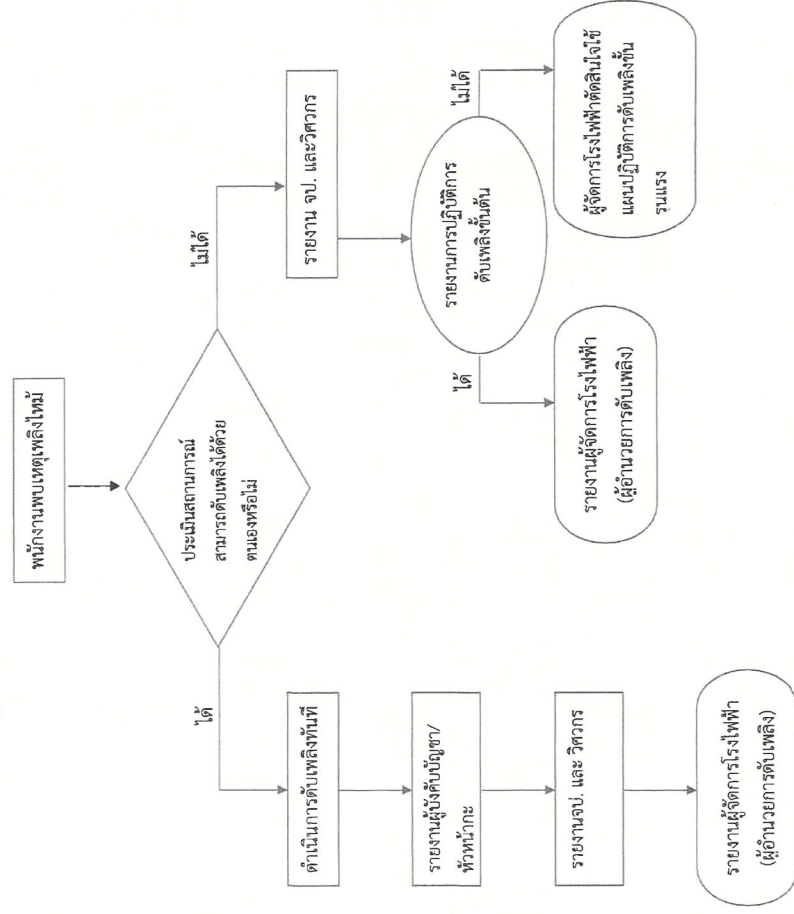 พนักงานพบเหตุเพลิงไหม้
ประเมินสถานการณ์
สามารถดับเพลิงได้ด้วย
ตนเองหรือไม่
ได้
ดำเนินการดับเพลิงทันที
รายงานผู้บังคับบัญชา/
หัวหน้ากะ
รายงานจป. และ วิศวกร
รายงานผู้จัดการโรงไฟฟ้า
(ผู้อำนวยการดับเพลิง)
ไม่ได้
รายงาน จป. และวิศวกร
รายงานการปฏิบัติการ
ดับเพลิงขั้นต้น
ได้
รายงานผู้จัดการโรงไฟฟ้า
(ผู้อำนวยการดับเพลิง)
ไม่ได้
ผู้จัดการโรงไฟฟ้าตัดสินใจใช้
แผนปฏิบัติการดับเพลิงขั้น
รุนแรง